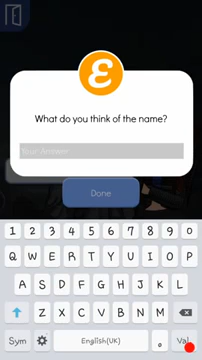 e
What do you think of the name?
Your Answer
Done
1 2 3 4 5 6 7 8 9 0
Q W E R T Y U I O P
A S D F G H J K L
Z X C V B N M
Sym English(UK) , . Val